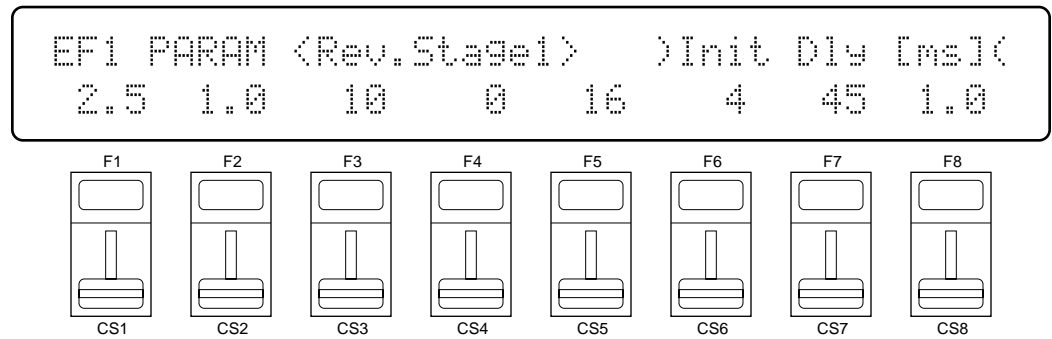 EF1 PARAM <Rev.Stage1> )Init Dly [ms](
2.5 1.0 10 0 16 4 45 1.0
F1 F2 F3 F4 F5 F6 F7 F8
CS1 CS2 CS3 CS4 CS5 CS6 CS7 CS8